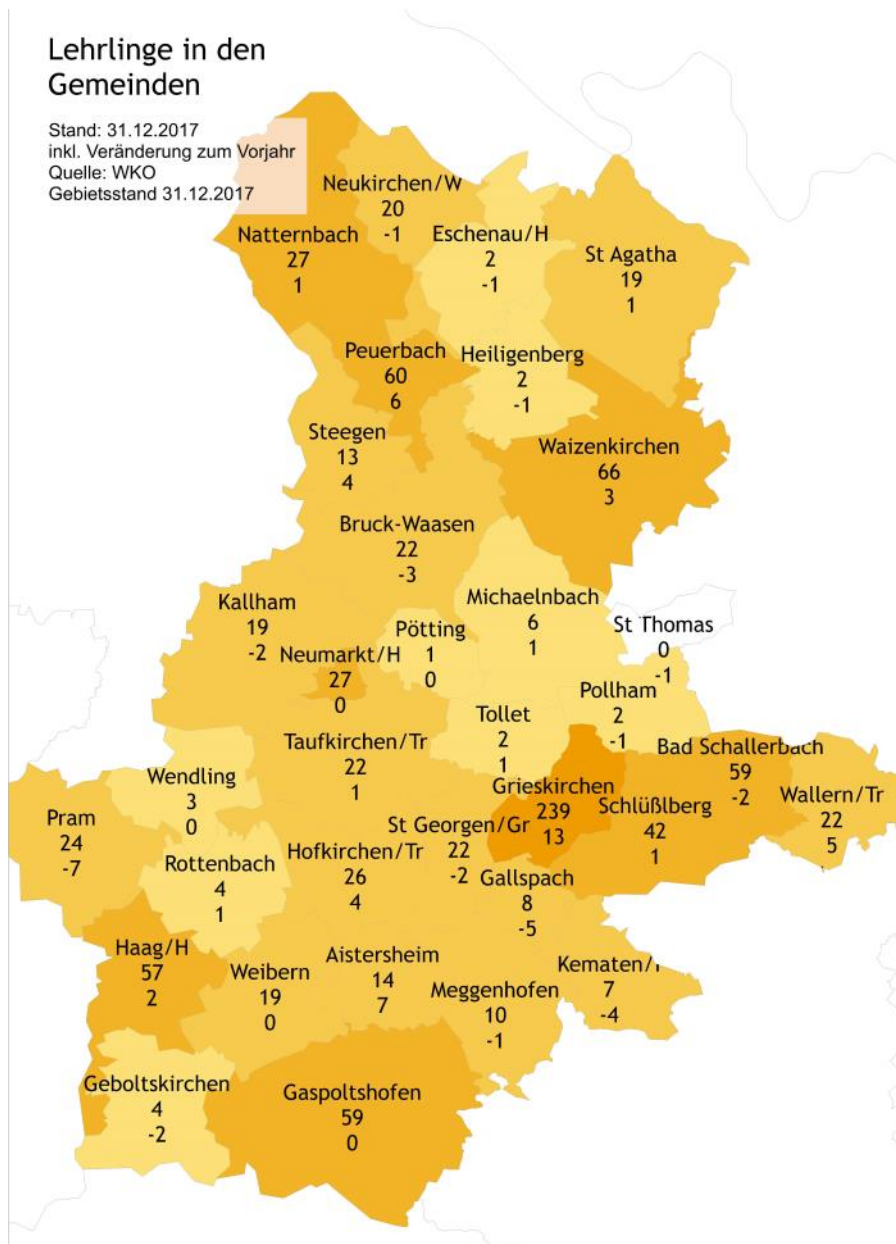 Lehrlinge in den
Gemeinden
Stand: 31.12.2017
inkl. Veränderung zum Vorjahr
Quelle: WKO
Gebietsstand 31.12.2017
Neukirchen/W
20
-1
Natternbach
27
1
Eschenau/H
2
-1
St Agatha
19
1
Peuerbach
60
6
Heiligenberg
2
-1
Steegen
13
4
Waizenkirchen
66
3
Bruck-Waasen
22
-3
Kallham
19
-2
Michaelnbach
6
1
St Thomas
0
-1
Pötting
1
0
Neumarkt/H
27
0
Pollham
2
-1
Tollet
2
1
Taufkirchen/Tr
22
1
Bad Schallerbach
59
-2
Wendling
3
0
Grieskirchen
239
13
Schlüßlberg
42
1
Wallern/Tr
22
5
Pram
24
-7
St Georgen/Gr
22
-2
Hofkirchen/Tr
26
4
Rottenbach
4
1
Gallspach
8
-5
Haag/H
57
2
Weibern
19
0
Aistersheim
14
7
Meggenhofen
10
-1
Kematen/
7
-4
Geboltskirchen
4
-2
Gaspoltshofen
59
0